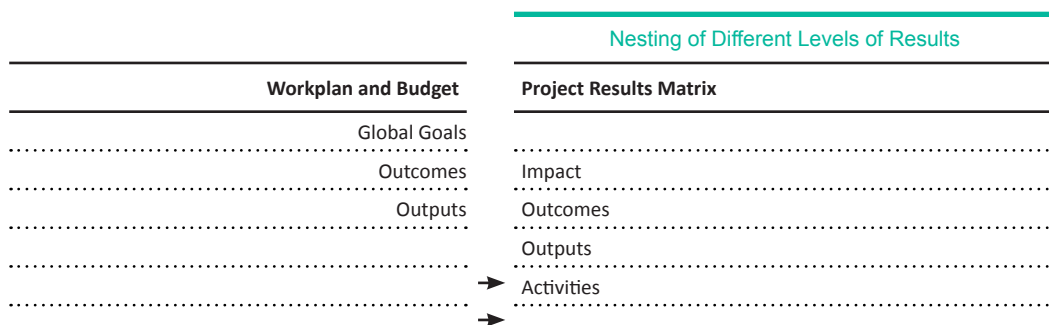 Nesting of Different Levels of Results
Workplan and Budget Project Results Matrix
Global Goals
Outcomes Impact
Outputs Outcomes
Outputs
Activities